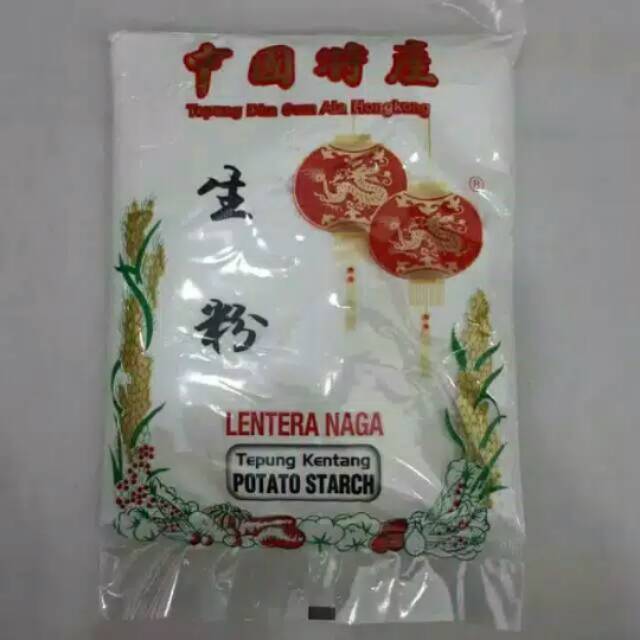 中國特產
Tepung Dim Sum Ala Hongkong
®
生
粉
LENTERA NAGA
Tepung Kentang
POTATO STARCH